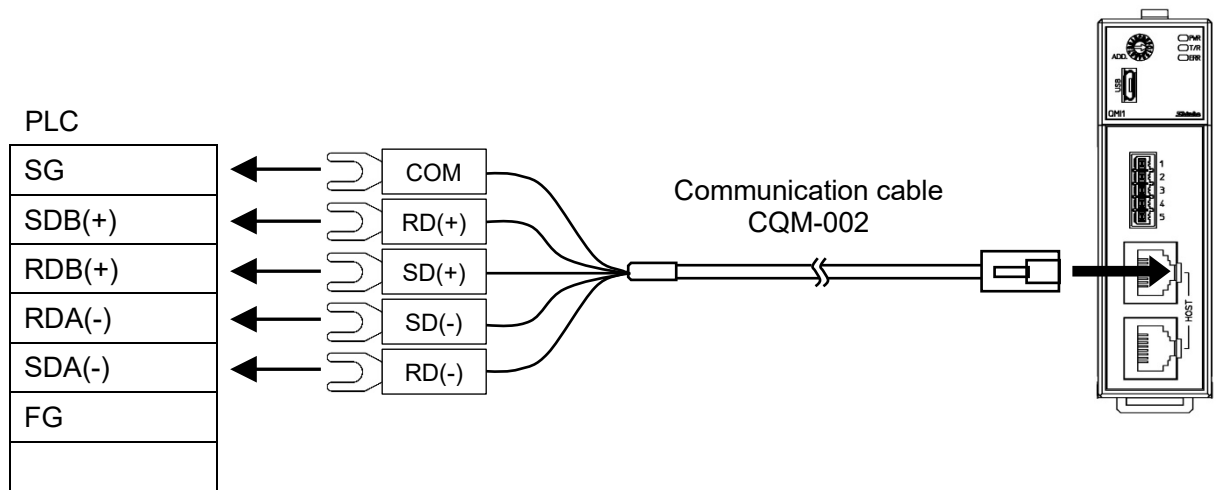 PLC
SG
SDB(+)
RDB(+)
RDA(-)
SDA(-)
FG
COM
RD(+)
SD(+)
SD(-)
RD(-)
Communication cable
CQM-002
ADD.
PWR
T/R
ERR
USB
QMI1
Shinko
1
2
3
4
5
HOST